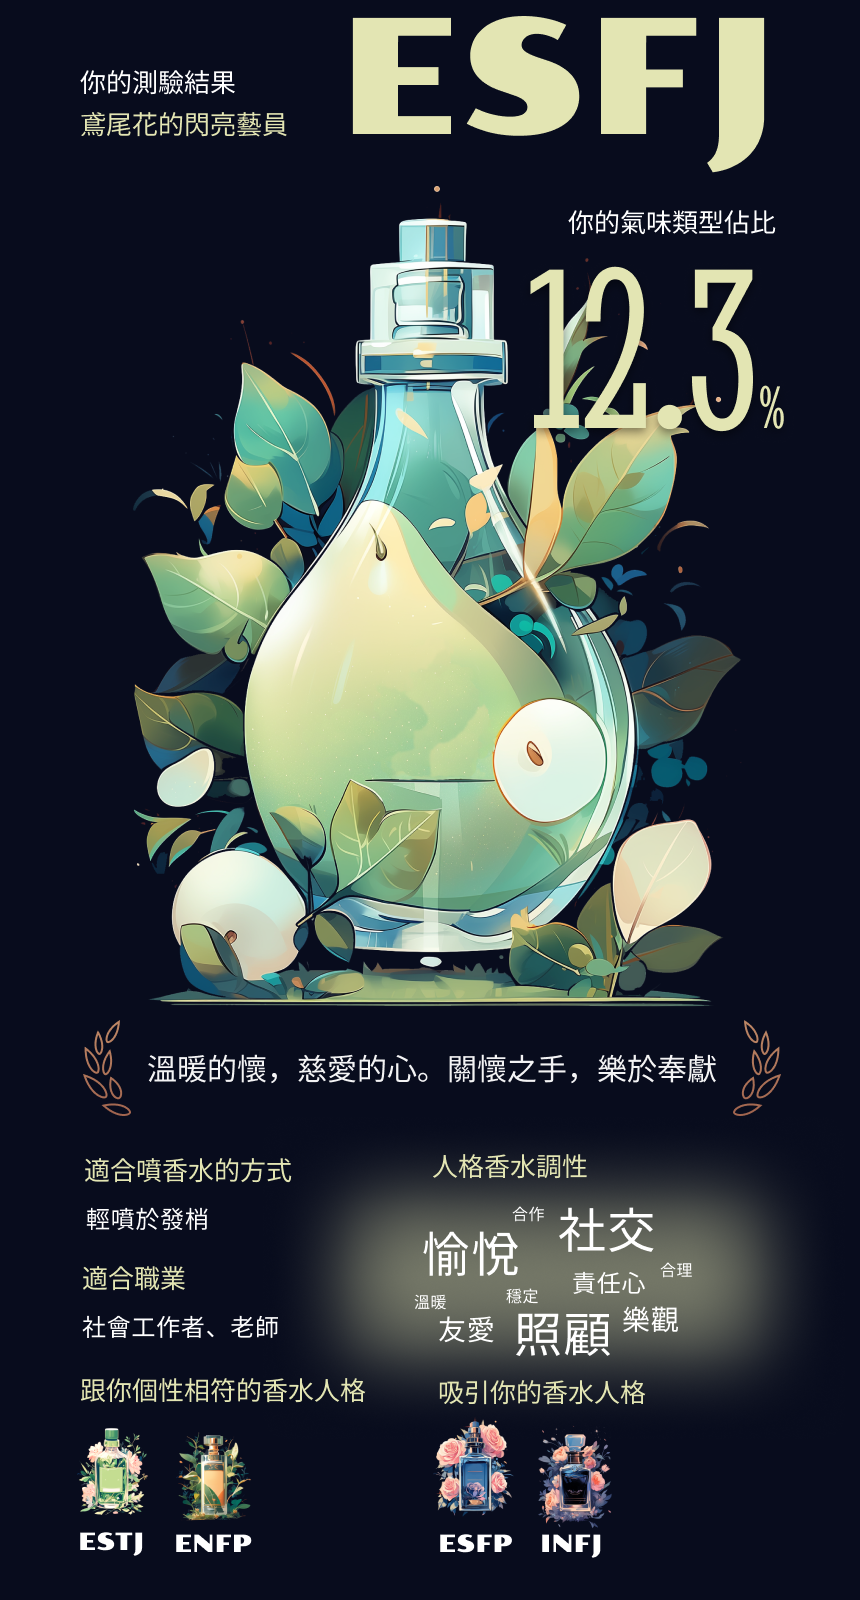 ESFJ
你的測驗結果
鳶尾花的閃亮藝員
你的氣味類型佔比
12.3%
溫暖的懷，慈愛的心。關懷之手，樂於奉獻
適合噴香水的方式
輕噴於髮梢
適合職業
社會工作者、老師
人格香水調性
合作 社交
愉悅
責任心 合理
溫暖 穩定
友愛 照顧 樂觀
跟你個性相符的香水人格
ESTJ ENFP
吸引你的香水人格
ESFP INFJ